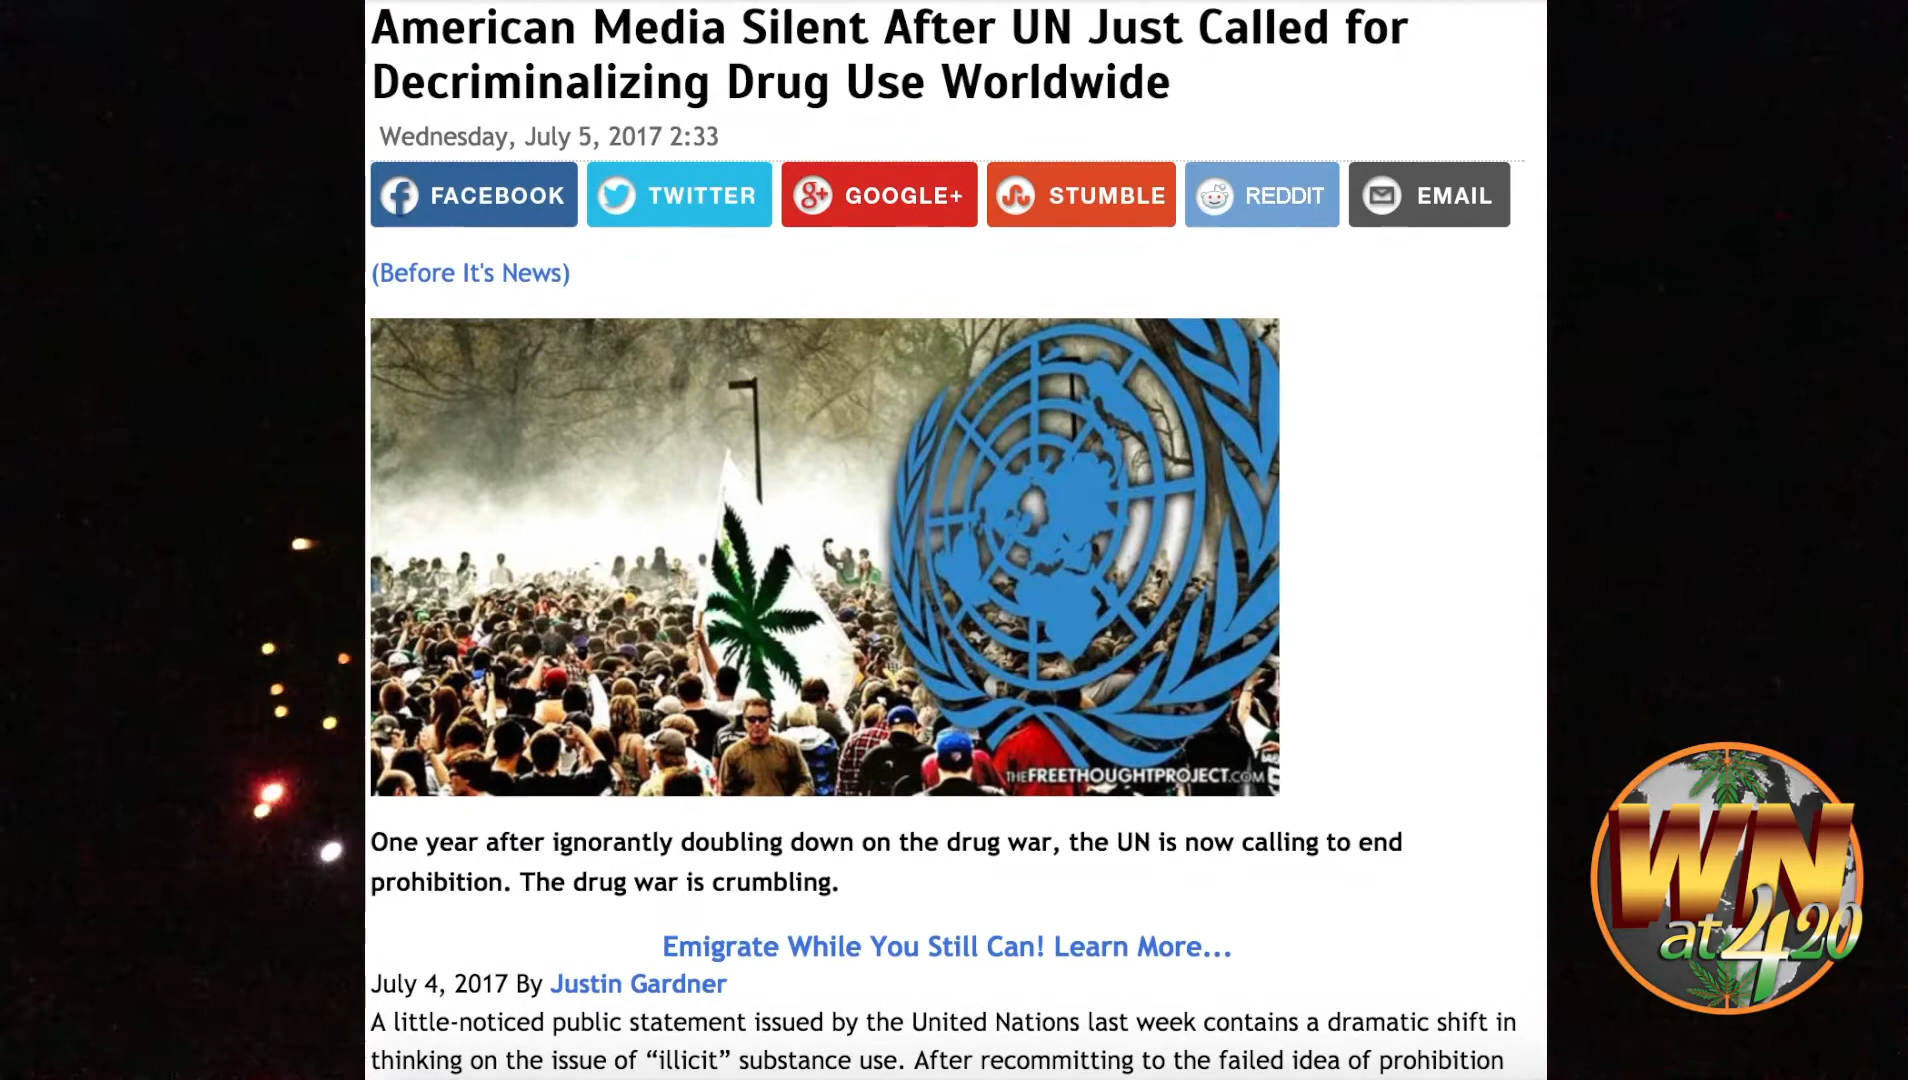 American Media Silent After UN Just Called for
Decriminalizing Drug Use Worldwide
Wednesday, July 5, 2017 2:33
FACEBOOK TWITTER GOOGLE+ STUMBLE REDDIT EMAIL
(Before It's News)
THEFREETHOUGHTPROJECT.COM
One year after ignorantly doubling down on the drug war, the UN is now calling to end
prohibition. The drug war is crumbling.
Emigrate While You Still Can! Learn More...
July 4, 2017 By Justin Gardner
A little-noticed public statement issued by the United Nations last week contains a dramatic shift in
thinking on the issue of “illicit” substance use. After recommitting to the failed idea of prohibition
WN
at 420